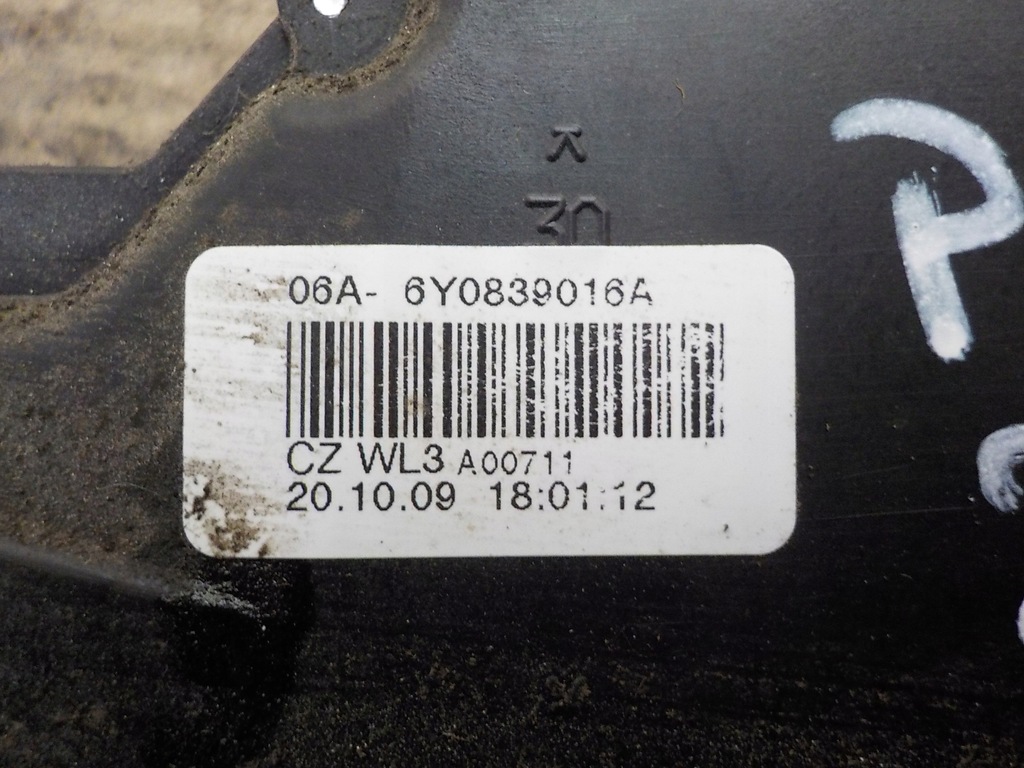 30
06A- 6Y0839016A
CZ WL3 A00711
20.10.09 18:01:12
P